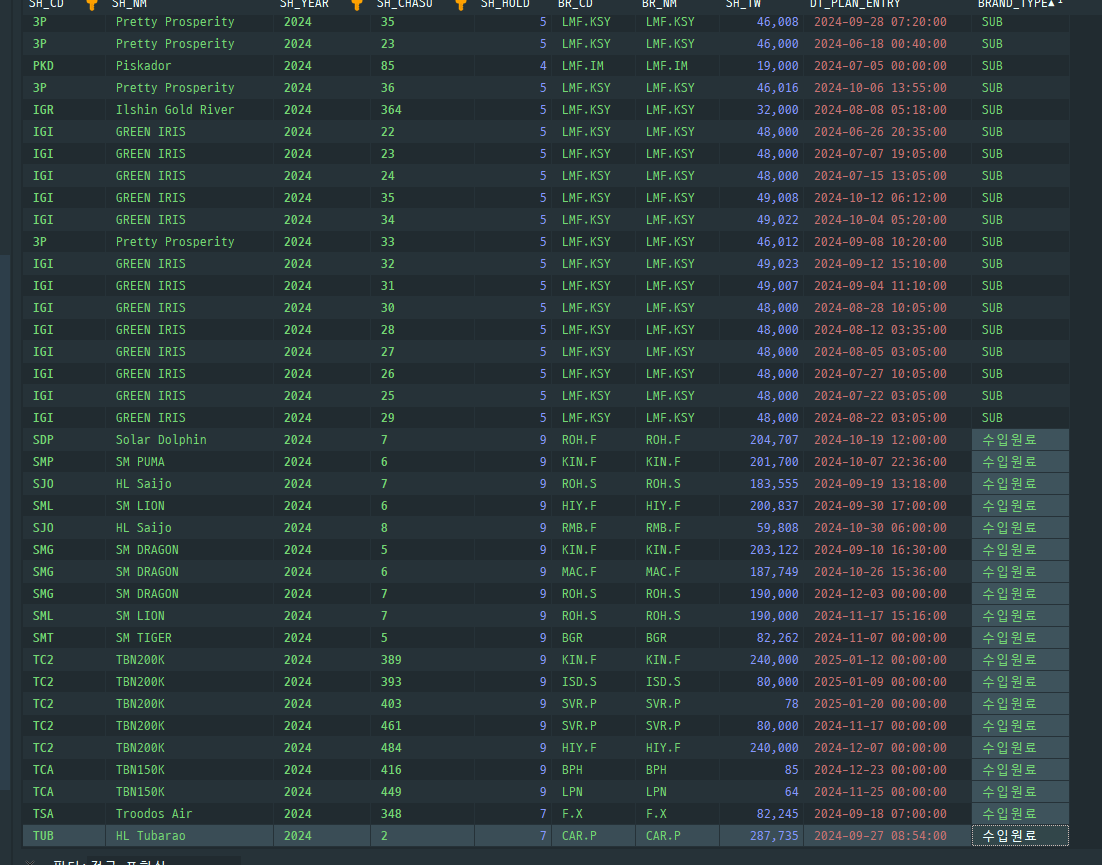 SH_CD SH_NM SH_YEAR SH_CHASU SH_HOLD BR_CD BR_NM SH_TW DT_PLAN_ENTRY BRAND_TYPE▲1
3P Pretty Prosperity 2024 35 5 LMF.KSY LMF.KSY 46,008 2024-09-28 07:20:00 SUB
3P Pretty Prosperity 2024 23 5 LMF.KSY LMF.KSY 46,000 2024-06-18 00:40:00 SUB
PKD Piskador 2024 85 4 LMF.IM LMF.IM 19,000 2024-07-05 00:00:00 SUB
3P Pretty Prosperity 2024 36 5 LMF.KSY LMF.KSY 46,016 2024-10-06 13:55:00 SUB
IGR Ilshin Gold River 2024 364 5 LMF.KSY LMF.KSY 32,000 2024-08-08 05:18:00 SUB
IGI GREEN IRIS 2024 22 5 LMF.KSY LMF.KSY 48,000 2024-06-26 20:35:00 SUB
IGI GREEN IRIS 2024 23 5 LMF.KSY LMF.KSY 48,000 2024-07-07 19:05:00 SUB
IGI GREEN IRIS 2024 24 5 LMF.KSY LMF.KSY 48,000 2024-07-15 13:05:00 SUB
IGI GREEN IRIS 2024 35 5 LMF.KSY LMF.KSY 49,008 2024-10-12 06:12:00 SUB
IGI GREEN IRIS 2024 34 5 LMF.KSY LMF.KSY 49,022 2024-10-04 05:20:00 SUB
3P Pretty Prosperity 2024 33 5 LMF.KSY LMF.KSY 46,012 2024-09-08 10:20:00 SUB
IGI GREEN IRIS 2024 32 5 LMF.KSY LMF.KSY 49,023 2024-09-12 15:10:00 SUB
IGI GREEN IRIS 2024 31 5 LMF.KSY LMF.KSY 49,007 2024-09-04 11:10:00 SUB
IGI GREEN IRIS 2024 30 5 LMF.KSY LMF.KSY 48,000 2024-08-28 10:05:00 SUB
IGI GREEN IRIS 2024 28 5 LMF.KSY LMF.KSY 48,000 2024-08-12 03:35:00 SUB
IGI GREEN IRIS 2024 27 5 LMF.KSY LMF.KSY 48,000 2024-08-05 03:05:00 SUB
IGI GREEN IRIS 2024 26 5 LMF.KSY LMF.KSY 48,000 2024-07-27 10:05:00 SUB
IGI GREEN IRIS 2024 25 5 LMF.KSY LMF.KSY 48,000 2024-07-22 03:05:00 SUB
IGI GREEN IRIS 2024 29 5 LMF.KSY LMF.KSY 48,000 2024-08-22 03:05:00 SUB
SDP Solar Dolphin 2024 7 9 ROH.F ROH.F 204,707 2024-10-19 12:00:00 수입원료
SMP SM PUMA 2024 6 9 KIN.F KIN.F 201,700 2024-10-07 22:36:00 수입원료
SJO HL Saijo 2024 7 9 ROH.S ROH.S 183,555 2024-09-19 13:18:00 수입원료
SML SM LION 2024 6 9 HIY.F HIY.F 200,837 2024-09-30 17:00:00 수입원료
SJO HL Saijo 2024 8 9 RMB.F RMB.F 59,808 2024-10-30 06:00:00 수입원료
SMG SM DRAGON 2024 5 9 KIN.F KIN.F 203,122 2024-09-10 16:30:00 수입원료
SMG SM DRAGON 2024 6 9 MAC.F MAC.F 187,749 2024-10-26 15:36:00 수입원료
SMG SM DRAGON 2024 7 9 ROH.S ROH.S 190,000 2024-12-03 00:00:00 수입원료
SML SM LION 2024 7 9 ROH.S ROH.S 190,000 2024-11-17 15:16:00 수입원료
SMT SM TIGER 2024 5 9 BGR BGR 82,262 2024-11-07 00:00:00 수입원료
TC2 TBN200K 2024 389 9 KIN.F KIN.F 240,000 2025-01-12 00:00:00 수입원료
TC2 TBN200K 2024 393 9 ISD.S ISD.S 80,000 2025-01-09 00:00:00 수입원료
TC2 TBN200K 2024 403 9 SVR.P SVR.P 78 2025-01-20 00:00:00 수입원료
TC2 TBN200K 2024 461 9 SVR.P SVR.P 80,000 2024-11-17 00:00:00 수입원료
TC2 TBN200K 2024 484 9 HIY.F HIY.F 240,000 2024-12-07 00:00:00 수입원료
TCA TBN150K 2024 416 9 BPH BPH 85 2024-12-23 00:00:00 수입원료
TCA TBN150K 2024 449 9 LPN LPN 64 2024-11-25 00:00:00 수입원료
TSA Troodos Air 2024 348 7 F.X F.X 82,245 2024-09-18 07:00:00 수입원료
TUB HL Tubarao 2024 2 7 CAR.P CAR.P 287,735 2024-09-27 08:54:00 수입원료